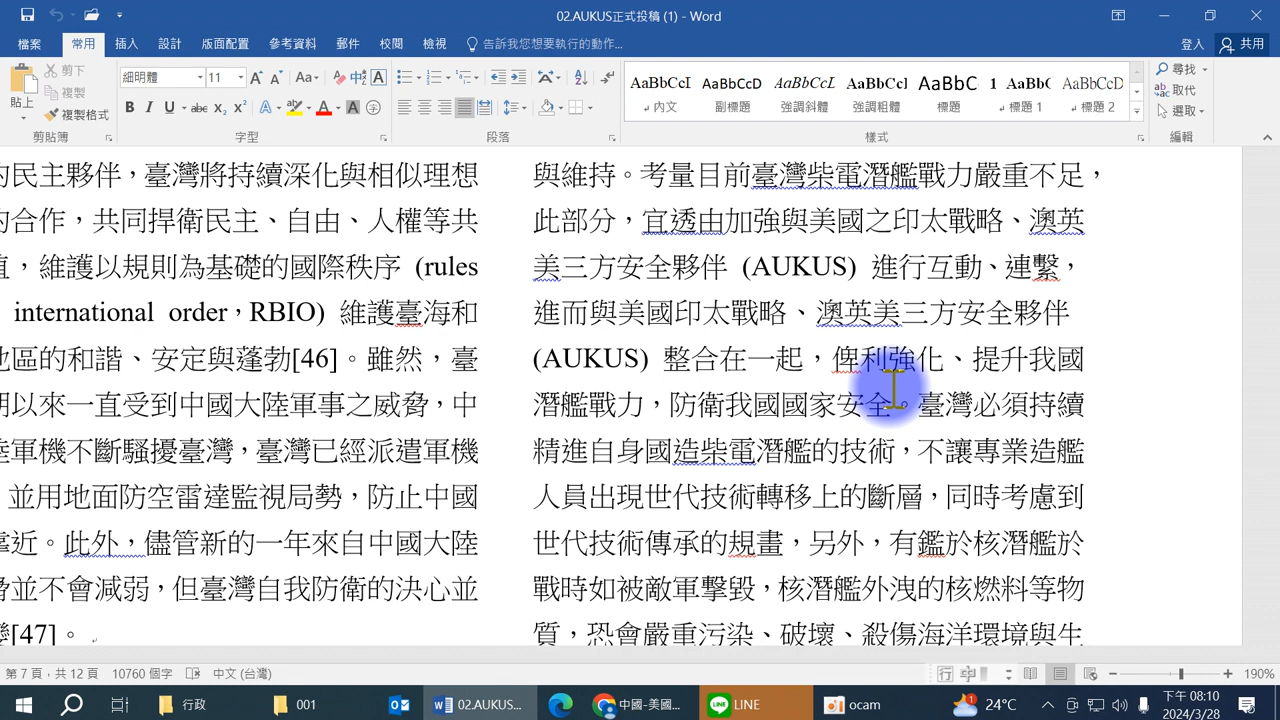 02.AUKUS正式投稿 (1) - Word
檔案 常用 插入 設計 版面配置 參考資料 郵件 校閱 檢視 告訴我您想要執行的動作... 登入 共用
貼上 剪下 複製 複製格式 剪貼簿
細明體 11 字型
段落
AaBbCcI 內文
AaBbCcD 副標題
AaBbCcL 強調斜體
AaBbCcI 強調粗體
AaBbC 標題
1 AaBb( 標題 1
AaBbCcD 標題 2
樣式
尋找 取代 選取 編輯
的民主夥伴，臺灣將持續深化與相似理想
的合作，共同捍衛民主、自由、人權等共
值，維護以規則為基礎的國際秩序 (rules
international order，RBIO) 維護臺海和
地區的和諧、安定與蓬勃[46]。雖然，臺
期以來一直受到中國大陸軍事之威脅，中
陸軍機不斷騷擾臺灣，臺灣已經派遣軍機
並用地面防空雷達監視局勢，防止中國
靠近。此外，儘管新的一年來自中國大陸
脅並不會減弱，但臺灣自我防衛的決心並
變[47]。
與維持。考量目前臺灣柴電潛艦戰力嚴重不足，
此部分，宜透由加強與美國之印太戰略、澳英
美三方安全夥伴 (AUKUS) 進行互動、連繫，
進而與美國印太戰略、澳英美三方安全夥伴
(AUKUS) 整合在一起，俾利強化、提升我國
潛艦戰力，防衛我國國家安全。臺灣必須持續
精進自身國造柴電潛艦的技術，不讓專業造艦
人員出現世代技術轉移上的斷層，同時考慮到
世代技術傳承的規畫，另外，有鑑於核潛艦於
戰時如被敵軍擊毀，核潛艦外洩的核燃料等物
質，恐會嚴重污染、破壞、殺傷海洋環境與生
第 7 頁，共 12 頁 10760 個字 中文 (台灣) 190%
行政 001 02.AUKUS... 中國-美國... LINE ocam 24°C 下午 08:10
2024/3/28